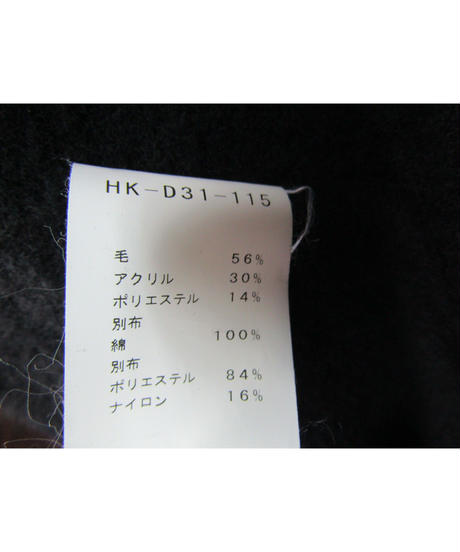 HK-D31-115
毛 56%
アクリル 30%
ポリエステル 14%
別布
綿 100%
別布
ポリエステル 84%
ナイロン 16%